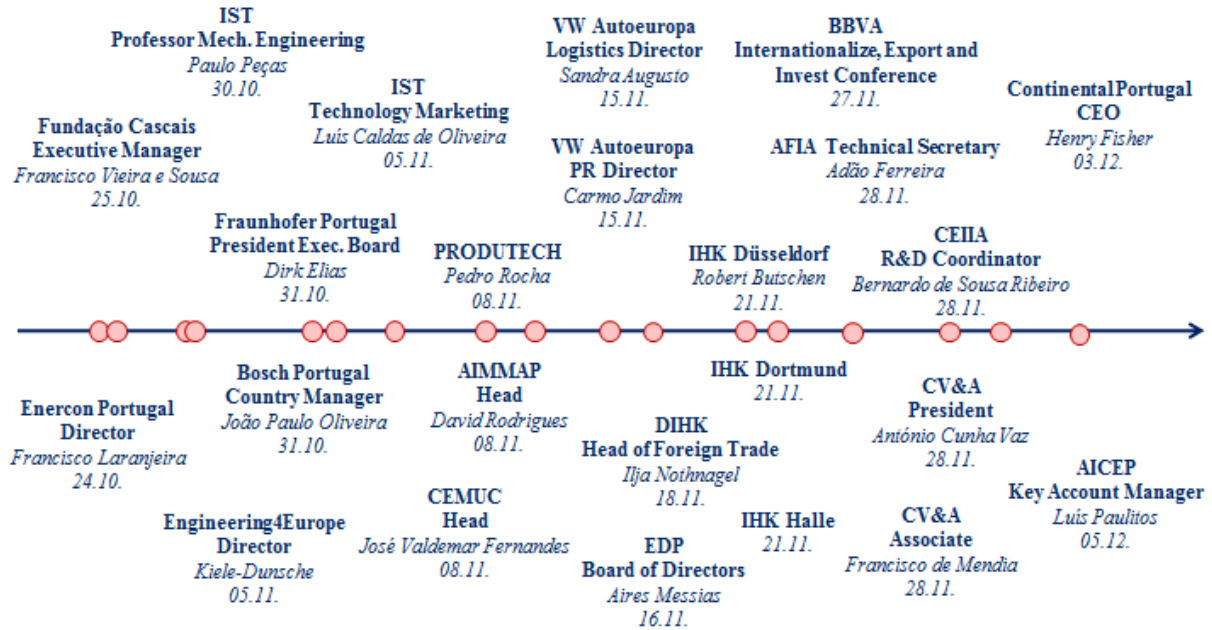 IST
Professor Mech. Engineering
Paulo Peças
30.10.
Fundação Cascais
Executive Manager
Francisco Vieira e Sousa
25.10.
IST
Technology Marketing
Luís Caldas de Oliveira
05.11.
VW Autoeuropa
Logistics Director
Sandra Augusto
15.11.
VW Autoeuropa
PR Director
Carmo Jardim
15.11.
BBVA
Internationalize, Export and
Invest Conference
27.11.
AFIA Technical Secretary
Adão Ferreira
28.11.
Continental Portugal
CEO
Henry Fisher
03.12.
Fraunhofer Portugal
President Exec. Board
Dirk Elias
31.10.
PRODUTECH
Pedro Rocha
08.11.
IHK Düsseldorf
Robert Butschen
21.11.
CEIIA
R&D Coordinator
Bernardo de Sousa Ribeiro
28.11.
Enercon Portugal
Director
Francisco Laranjeira
24.10.
Bosch Portugal
Country Manager
João Paulo Oliveira
31.10.
Engineering4Europe
Director
Kiele-Dunsche
05.11.
AIMMAP
Head
David Rodrigues
08.11.
CEMUC
Head
José Valdemar Fernandes
08.11.
DIHK
Head of Foreign Trade
Ilja Nothnagel
18.11.
EDP
Board of Directors
Aires Messias
16.11.
IHK Dortmund
21.11.
IHK Halle
21.11.
CV&A
President
António Cunha Vaz
28.11.
CV&A
Associate
Francisco de Mendia
28.11.
AICEP
Key Account Manager
Luís Paulitos
05.12.